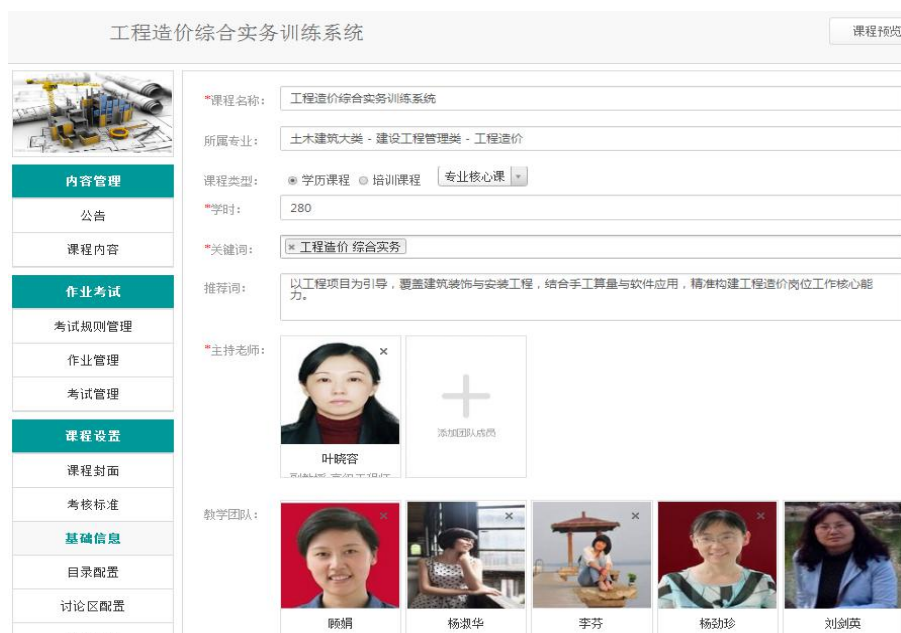 工程造价综合实务训练系统
课程预览
*课程名称：
工程造价综合实务训练系统
所属专业：
土木建筑大类 - 建设工程管理类 - 工程造价
内容管理
课程类型：
学历课程
培训课程
专业核心课
公告
*学时：
280
课程内容
*关键词：
× 工程造价 综合实务
作业考试
推荐词：
以工程项目为引导，覆盖建筑装饰与安装工程，结合手工算量与软件应用，精准构建工程造价岗位工作核心能
力。
考试规则管理
作业管理
考试管理
*主持老师：
添加团队成员
叶晓容
课程设置
课程封面
考核标准
基础信息
目录配置
讨论区配置
教学团队：
顾娟
杨淑华
李芬
杨劲珍
刘剑英